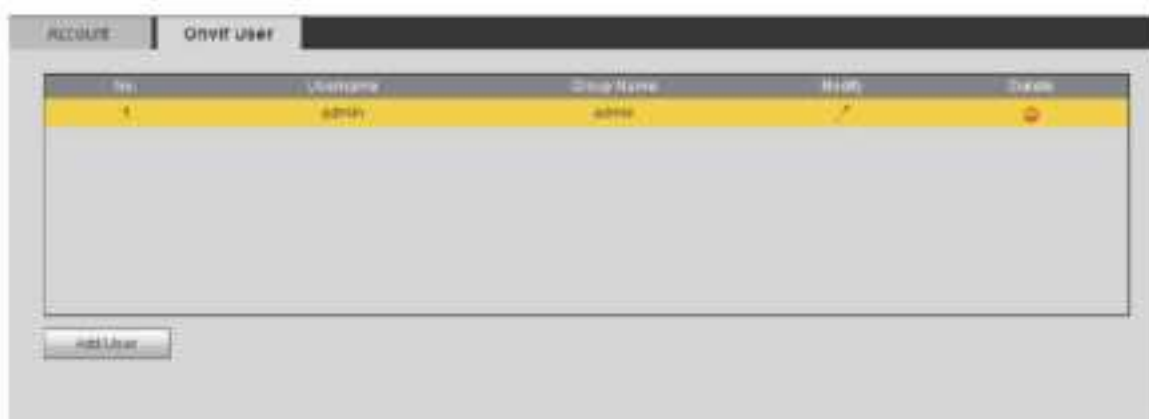 Account Onvif User
No. Username Group Name Modify Delete
1 admin admin
Add User